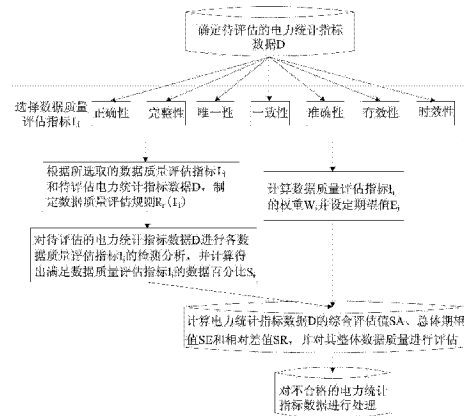 确定待评估的电力统计指标
数据D
选择数据质量
评估指标Ii
正确性
完整性
唯一性
一致性
准确性
有效性
时效性
根据所选取的数据质量评估指标Ii
和待评估电力统计指标数据D，制
定数据质量评估规则Rr(Ii)
计算数据质量评估指标Ii
的权重Wi并设定期望值Ei
对待评估的电力统计指标数据D进行各数
据质量评估指标Ii的检测分析，并计算得
出满足数据质量评估指标Ii的数据百分比Si
计算电力统计指标数据D的综合评估值SA、总体期望
值SE和相对差值SR，并对其整体数据质量进行评估
对不合格的电力统计
指标数据进行处理